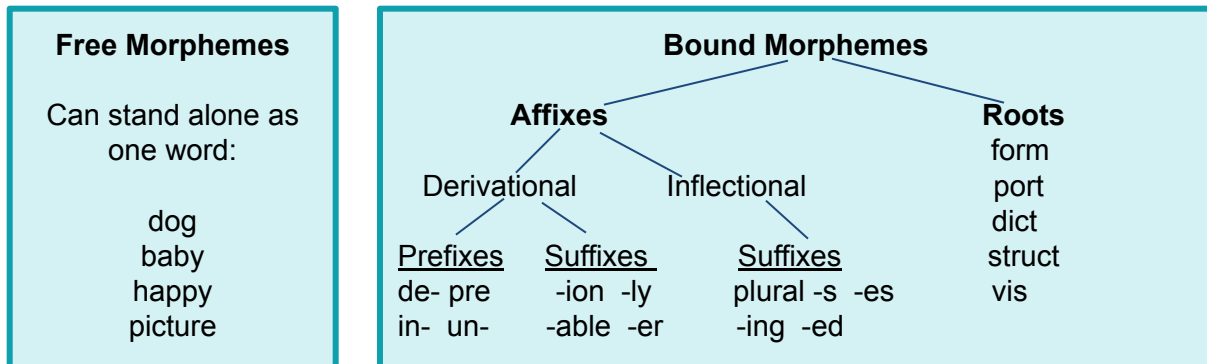 Free Morphemes
Can stand alone as
one word:
dog
baby
happy
picture
Bound Morphemes
Affixes
Roots
form
port
dict
struct
vis
Derivational
Inflectional
Prefixes
de- pre
in- un-
Suffixes
-ion -ly
-able -er
Suffixes
plural -s -es
-ing -ed